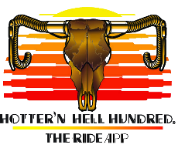 HOTTER'N HELL HUNDRED.
THE RIDE APP